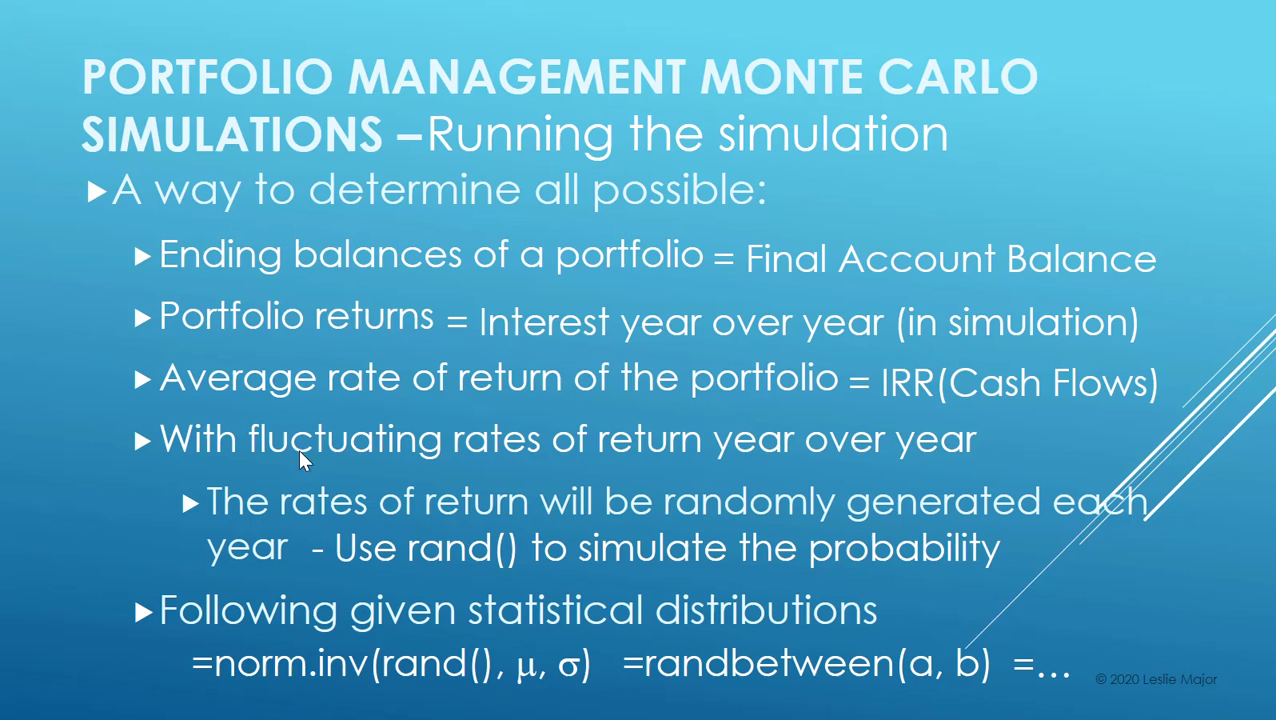 PORTFOLIO MANAGEMENT MONTE CARLO
SIMULATIONS –Running the simulation
A way to determine all possible:
Ending balances of a portfolio = Final Account Balance
Portfolio returns = Interest year over year (in simulation)
Average rate of return of the portfolio = IRR(Cash Flows)
With fluctuating rates of return year over year
The rates of return will be randomly generated each
year - Use rand() to simulate the probability
Following given statistical distributions
=norm.inv(rand(), μ, σ) =randbetween(a, b) =...
© 2020 Leslie Major